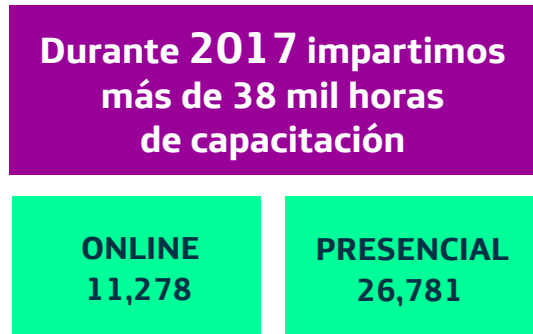 Durante 2017 impartimos
más de 38 mil horas
de capacitación
ONLINE
11,278
PRESENCIAL
26,781